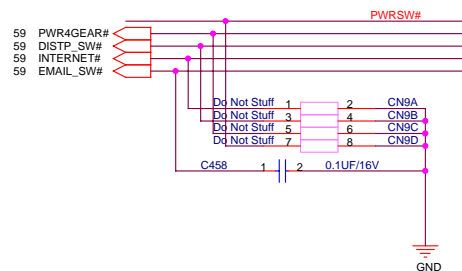 PWRSW#
59 PWR4GEAR#
59 DISTP_SW#
59 INTERNET#
59 EMAIL_SW#
Do Not Stuff 1 2 CN9A
Do Not Stuff 3 4 CN9B
Do Not Stuff 5 6 CN9C
Do Not Stuff 7 8 CN9D
C458 1 2 0.1UF/16V
GND